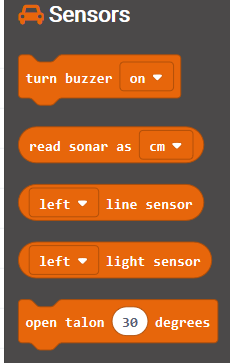 Sensors
turn buzzer on
read sonar as cm
left line sensor
left light sensor
open talon 30 degrees